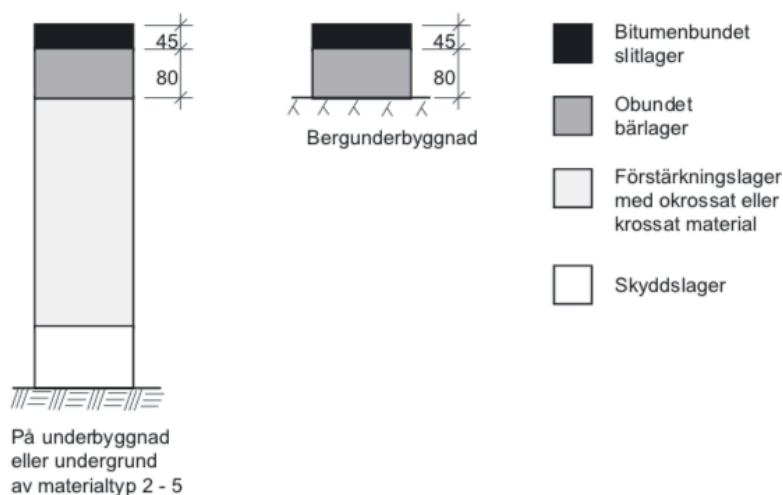 45
80
På underbyggnad
eller undergrund
av materialtyp 2 - 5
45
80
Bergunderbyggnad
Bitumenbundet
slitlager
Obundet
bärlager
Förstärkningslager
med okrossat eller
krossat material
Skyddslager